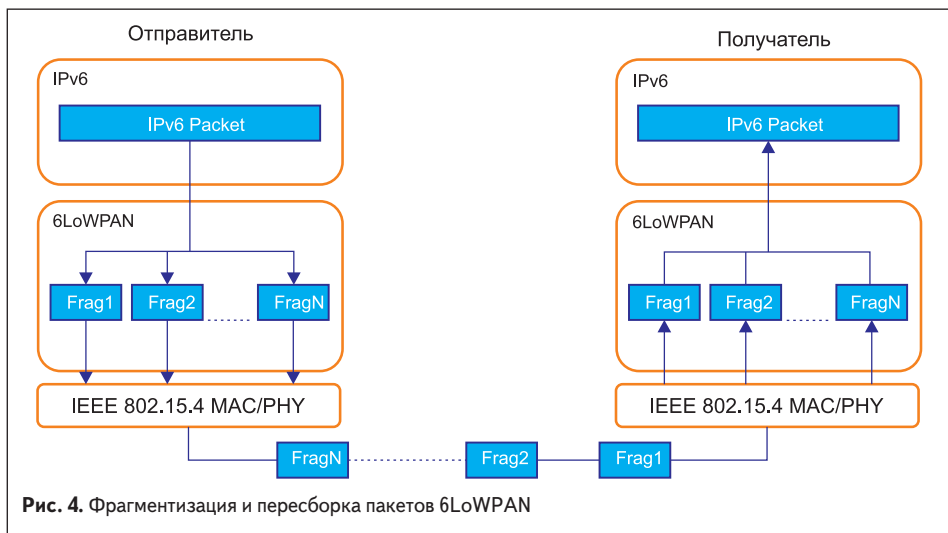 Отправитель
Получатель
IPv6
IPv6
IPv6 Packet
IPv6 Packet
6LoWPAN
6LoWPAN
Frag1
Frag2
FragN
Frag1
Frag2
FragN
IEEE 802.15.4 MAC/PHY
IEEE 802.15.4 MAC/PHY
FragN
Frag2
Frag1
Рис. 4. Фрагментизация и пересборка пакетов 6LoWPAN